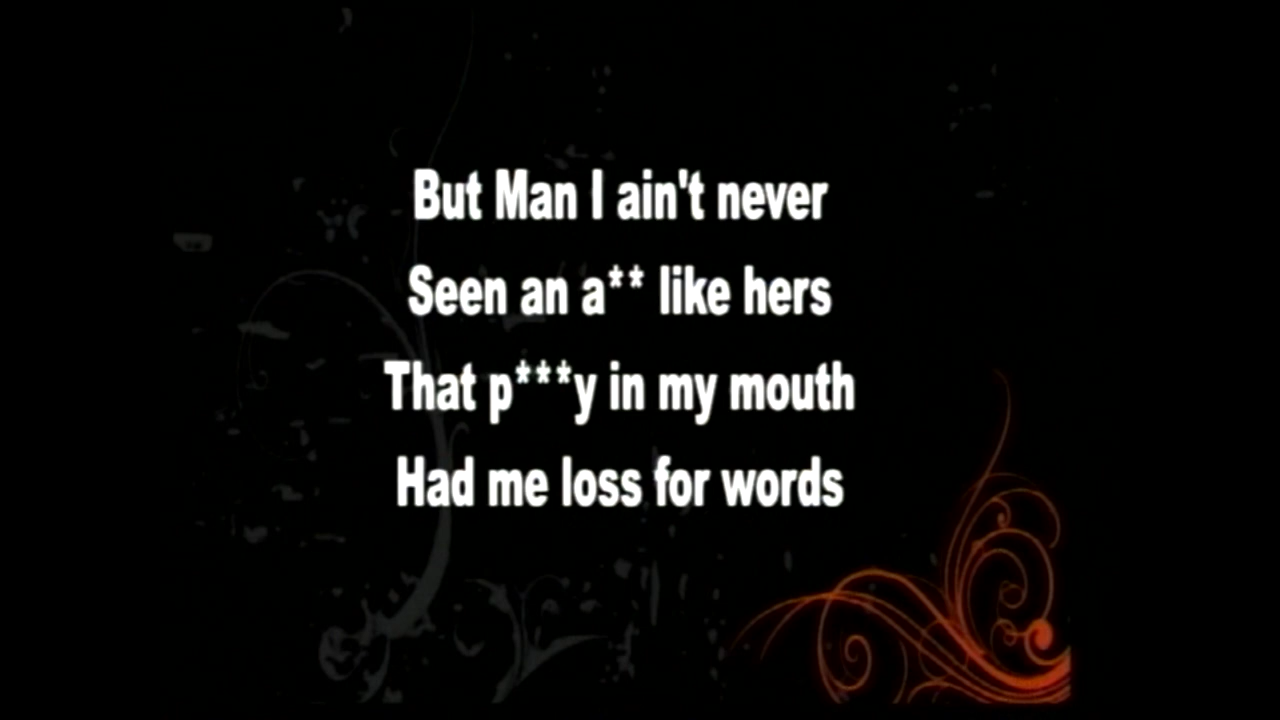 But Man I ain't never
Seen an a** like hers
That p***y in my mouth
Had me loss for words